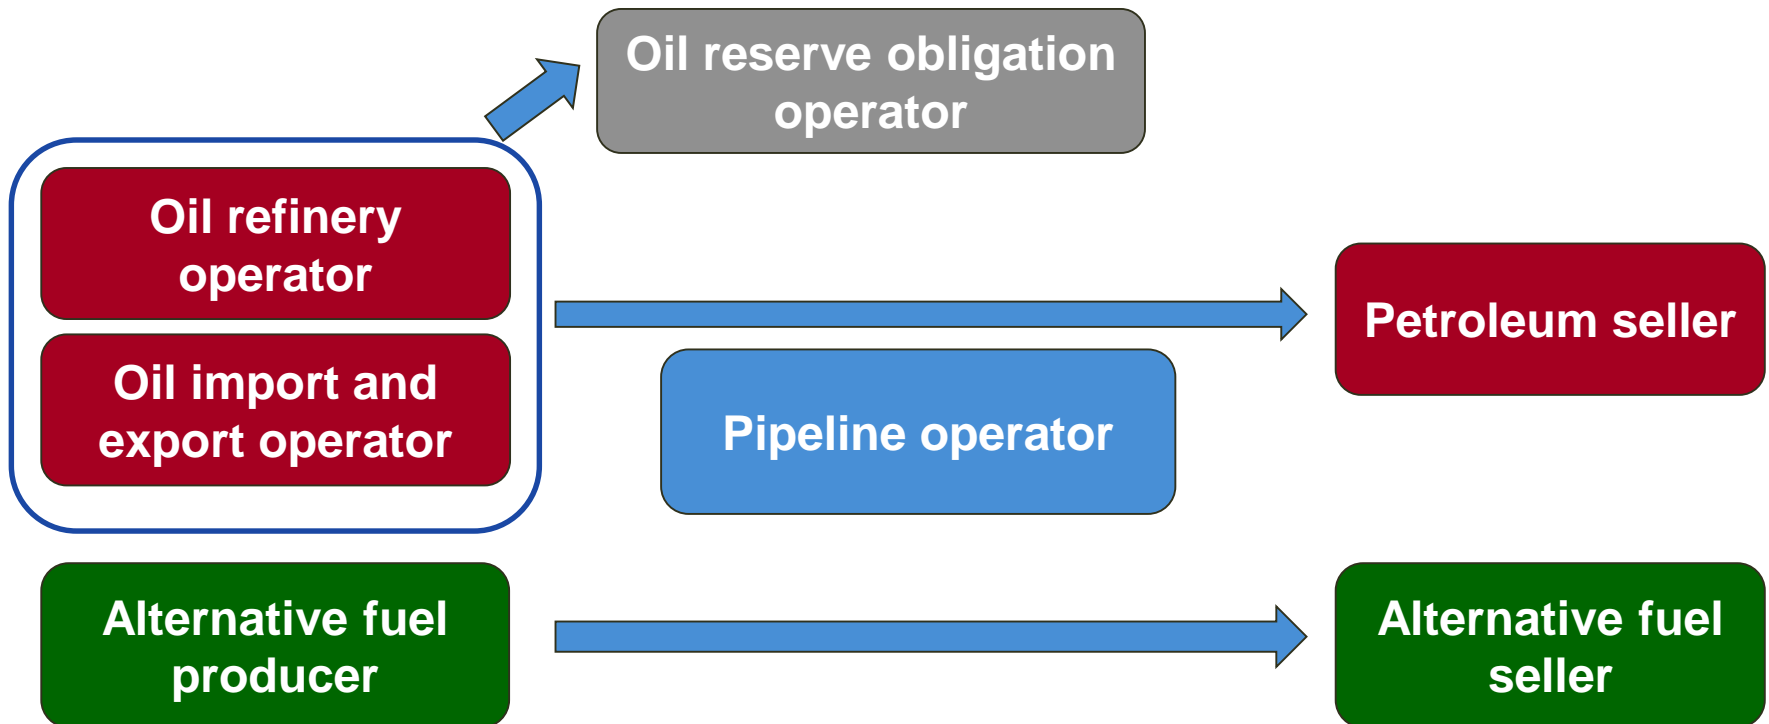 Oil reserve obligation
operator
Oil refinery
operator
Oil import and
export operator
Petroleum seller
Pipeline operator
Alternative fuel
producer
Alternative fuel
seller